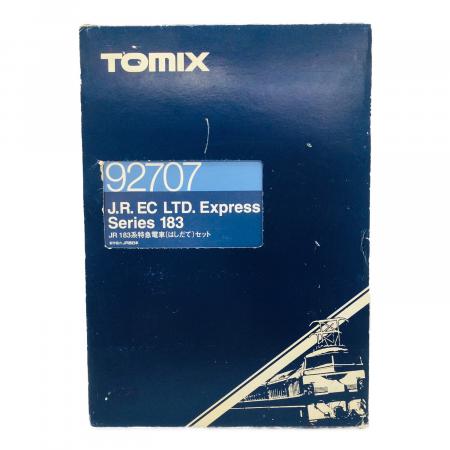 TOMIX
92707
J.R. EC LTD. Express
Series 183
JR 183系特急電車(はしだて)セット